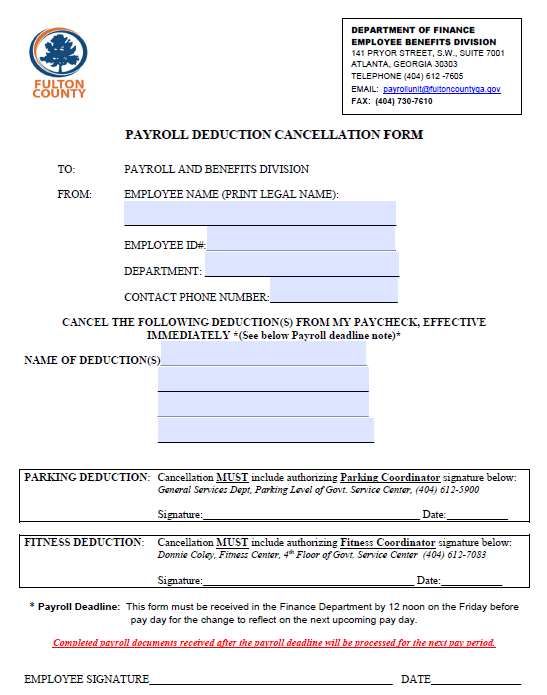 FULTON
COUNTY
DEPARTMENT OF FINANCE
EMPLOYEE BENEFITS DIVISION
141 PRYOR STREET, S.W., SUITE 7001
ATLANTA, GEORGIA 30303
TELEPHONE (404) 612 -7605
EMAIL: payrollunit@fultoncountyga.gov
FAX: (404) 730-7610
PAYROLL DEDUCTION CANCELLATION FORM
TO: PAYROLL AND BENEFITS DIVISION
FROM: EMPLOYEE NAME (PRINT LEGAL NAME):
EMPLOYEE ID#:
DEPARTMENT:
CONTACT PHONE NUMBER:
CANCEL THE FOLLOWING DEDUCTION(S) FROM MY PAYCHECK, EFFECTIVE
IMMEDIATELY *(See below Payroll deadline note)*
NAME OF DEDUCTION(S)
PARKING DEDUCTION: Cancellation MUST include authorizing Parking Coordinator signature below:
General Services Dept, Parking Level of Govt. Service Center, (404) 612-5900
Signature: Date:
FITNESS DEDUCTION: Cancellation MUST include authorizing Fitness Coordinator signature below:
Donnie Coley, Fitness Center, 4th Floor of Govt. Service Center (404) 612-7083
Signature: Date:
* Payroll Deadline: This form must be received in the Finance Department by 12 noon on the Friday before
pay day for the change to reflect on the next upcoming pay day.
Completed payroll documents received after the payroll deadline will be processed for the next pay period.
EMPLOYEE SIGNATURE DATE